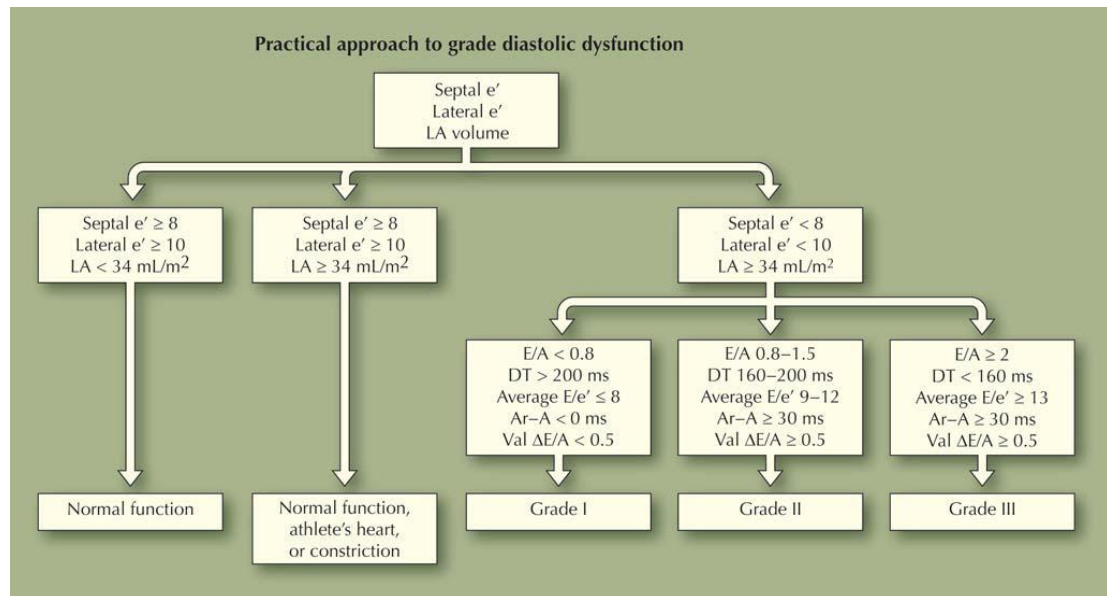 Practical approach to grade diastolic dysfunction
Septal e’
Lateral e’
LA volume
Septal e’ ≥ 8
Lateral e’ ≥ 10
LA < 34 mL/m²
Septal e’ ≥ 8
Lateral e’ ≥ 10
LA ≥ 34 mL/m²
Septal e’ < 8
Lateral e’ < 10
LA ≥ 34 mL/m²
E/A < 0.8
DT > 200 ms
Average E/e’ ≤ 8
Ar–A < 0 ms
Val ΔE/A < 0.5
E/A 0.8–1.5
DT 160–200 ms
Average E/e’ 9–12
Ar–A ≥ 30 ms
Val ΔE/A ≥ 0.5
E/A ≥ 2
DT < 160 ms
Average E/e’ ≥ 13
Ar–A ≥ 30 ms
Val ΔE/A ≥ 0.5
Normal function
Normal function,
athlete’s heart,
or constriction
Grade I
Grade II
Grade III